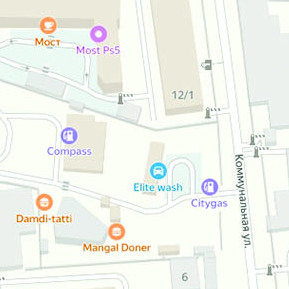 Мост
Most Ps5
12/1
Compass
Elite wash
Citygas
Коммунальная ул.
Damdi-tatti
Mangal Doner
6